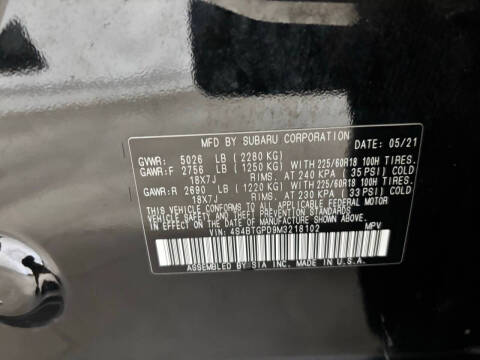 MFD BY SUBARU CORPORATION DATE: 05/21
GVWR: 5026 LB (2280 KG)
GAWR:F 2756 LB (1250 KG) WITH 225/60R18 100H TIRES.
18X7J RIMS. AT 240 KPA 35 PSI) COLD.
GAWR:R 2690 LB (1220 KG) WITH 225/60R18 100H TIRES.
18X7J RIMS. AT 230 KPA 33 PSI) COLD.
THIS VEHICLE CONFORMS TO ALL APPLICABLE FEDERAL MOTOR
VEHICLE SAFETY AND BUMPER STANDARDS IN EFFECT ON THE DATE
OF MANUFACTURE SHOWN ABOVE.
VIN: 4S4BTGPD9M3218102 MPV
ASSEMBLED BY SIA INC. MADE IN U.S.A.